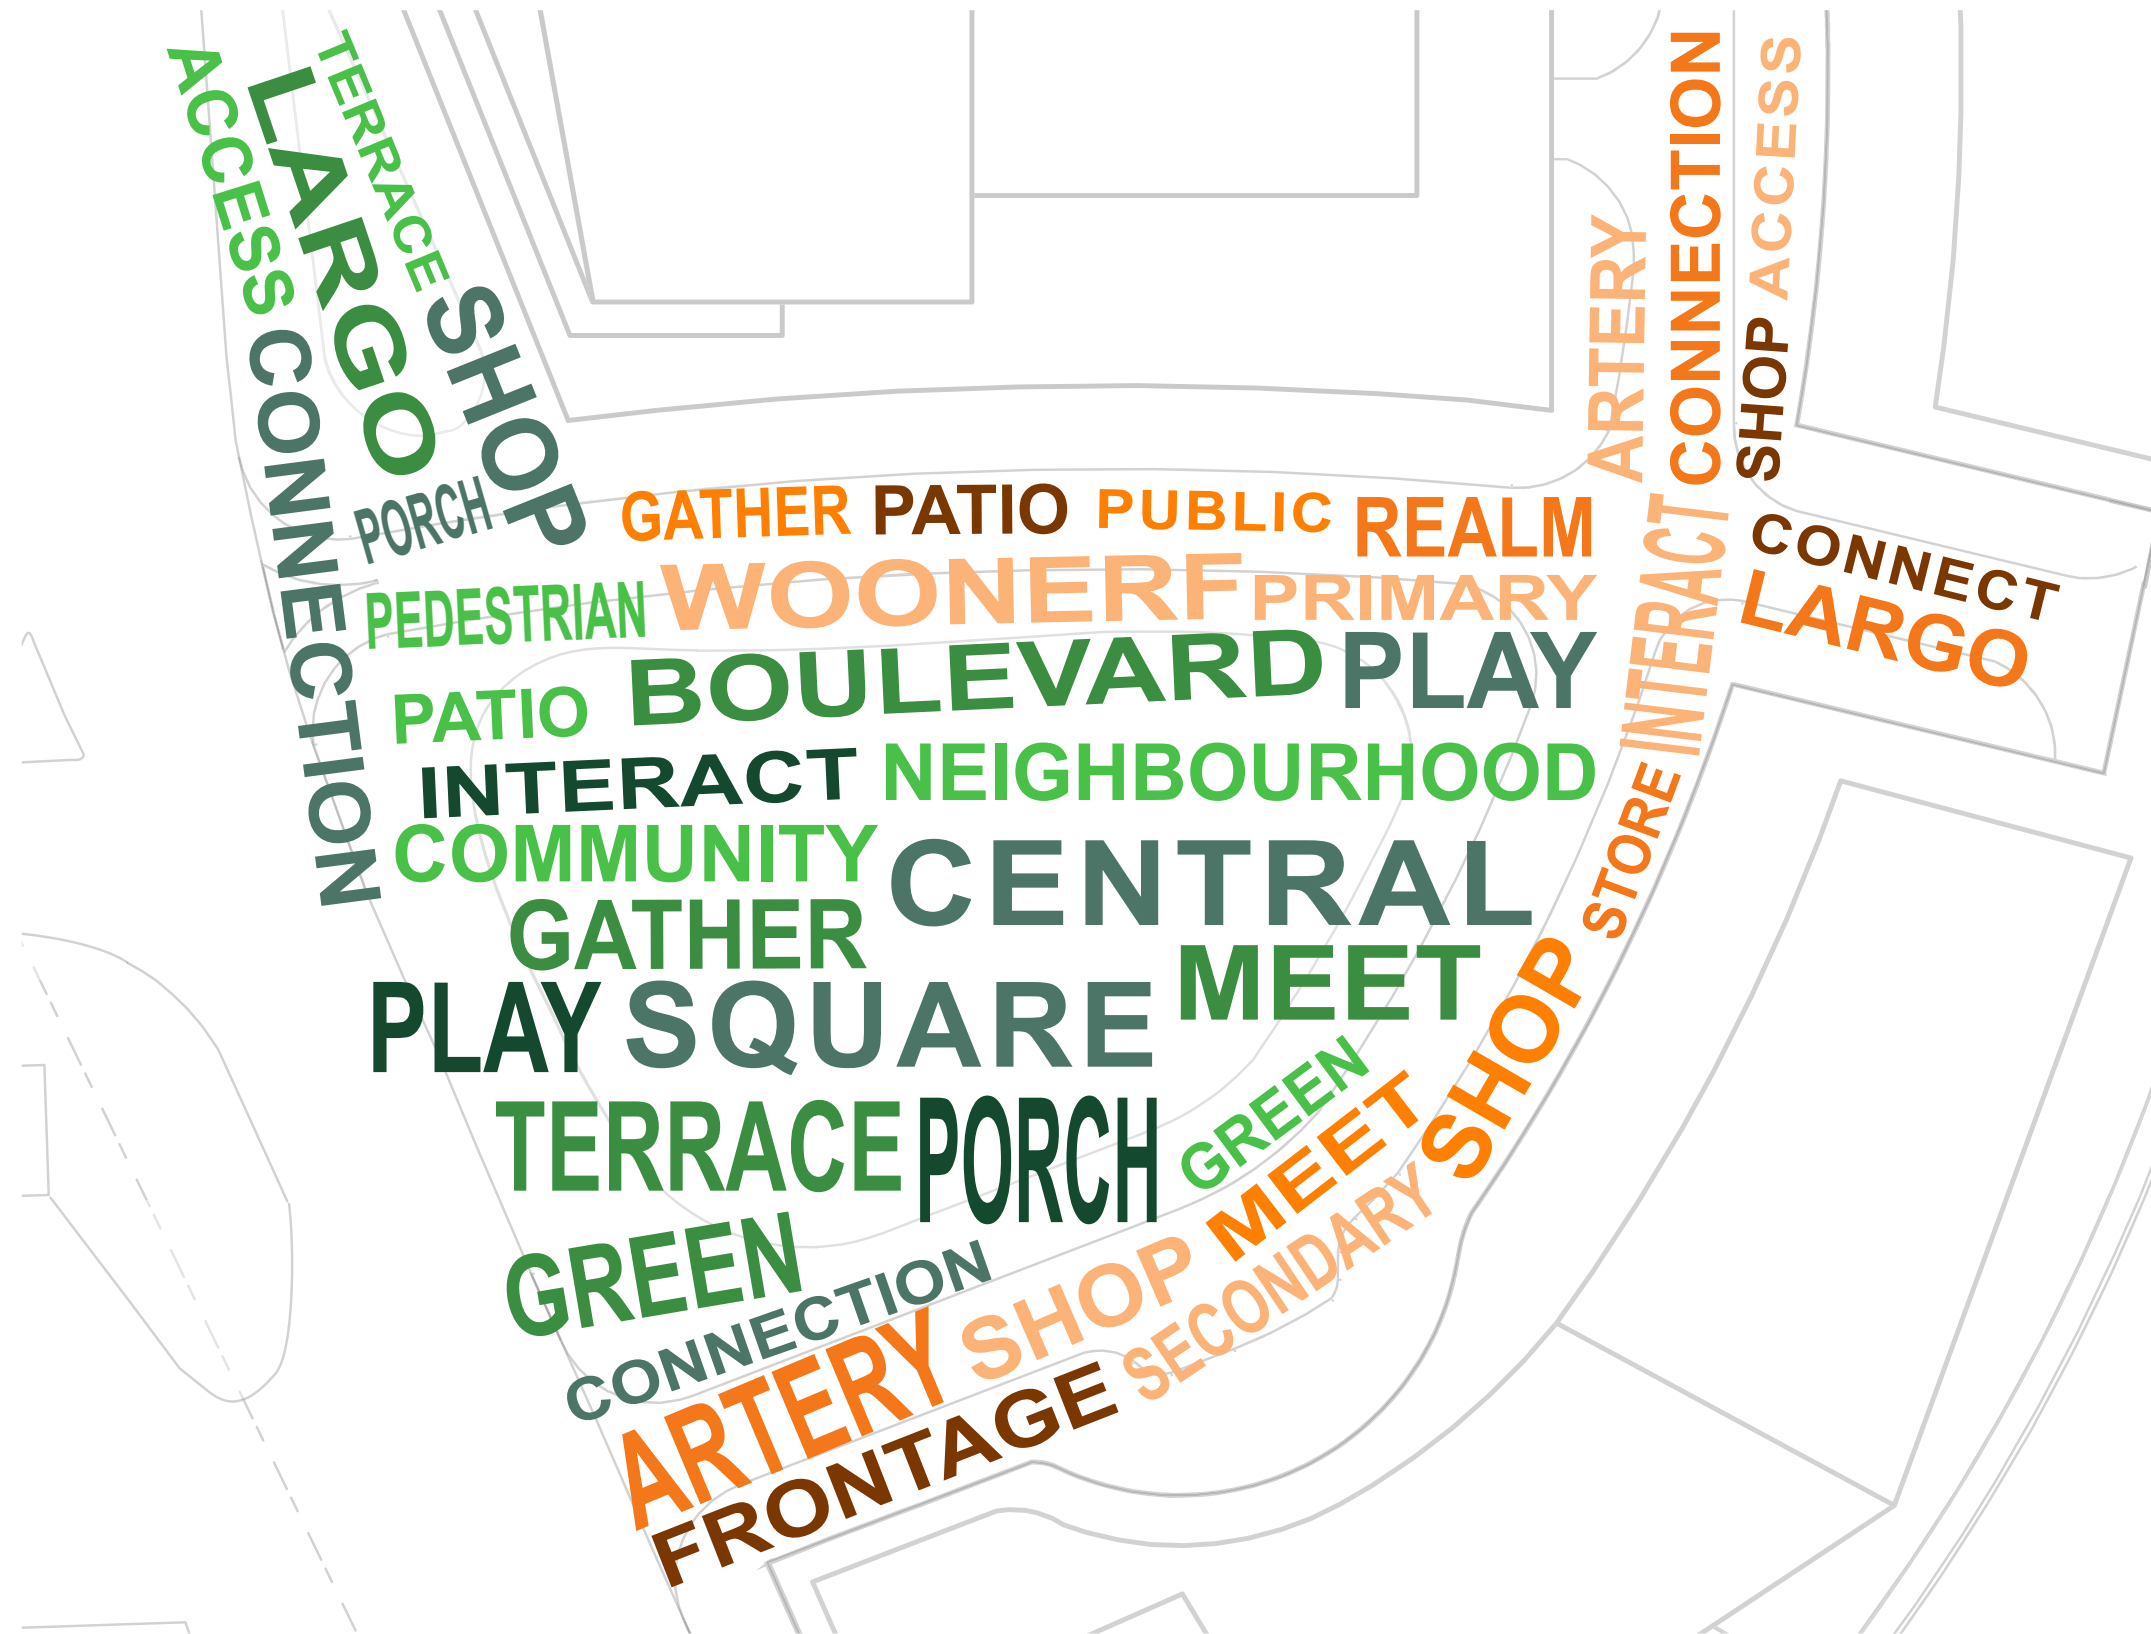 ACCESS
LARGO
TERRACE
SHOP
CONNECTION
PORCH
GATHER PATIO PUBLIC REALM
ARTERY
CONNECTION
ACCESS
SHOP
CONNECT
LARGO
INTERACT
PEDESTRIAN WOONERF PRIMARY
PATIO BOULEVARD PLAY
INTERACT NEIGHBOURHOOD
COMMUNITY CENTRAL
GATHER MEET
PLAY SQUARE
STORE
SHOP
TERRACE PORCH GREEN
MEET
GREEN
CONNECTION
ARTERY SHOP SECONDARY
FRONTAGE